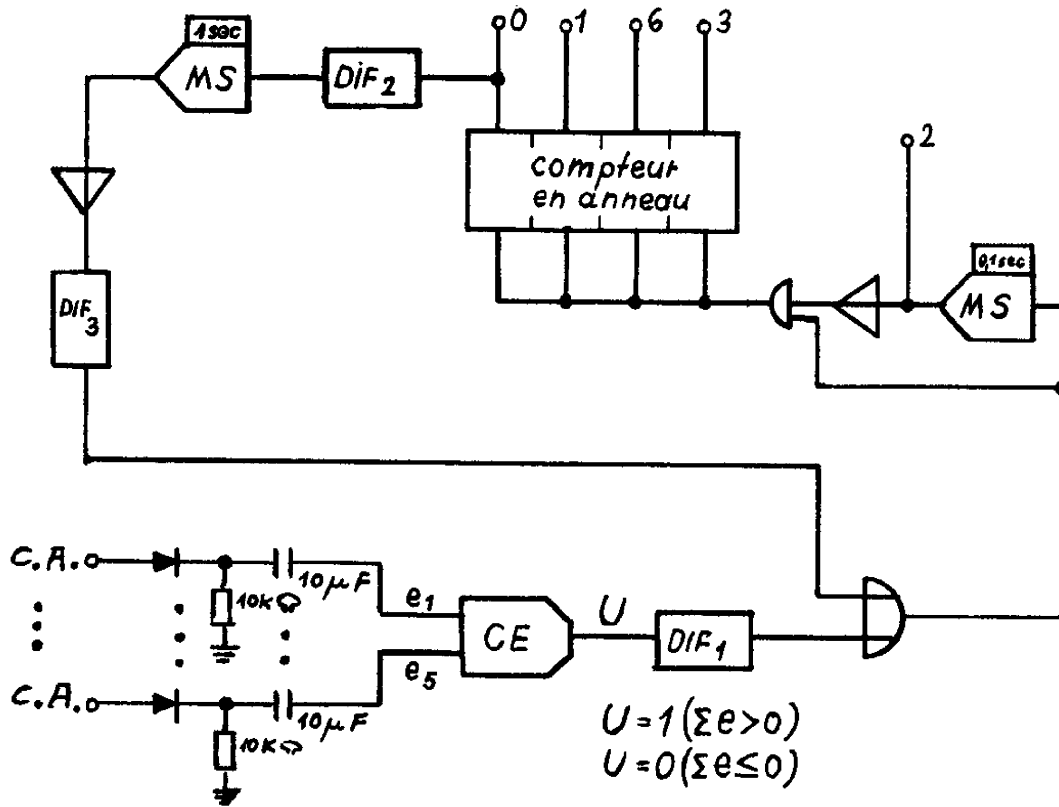 0 1 6 3
1sec
MS
DIF2
compteur
en anneau
2
0,1sec
MS
DIF3
C.A.
10µF
10kΩ
e1
CE
U
DIF1
e5
C.A.
10µF
10kΩ
U=1(Σe>0)
U=0(Σe≤0)